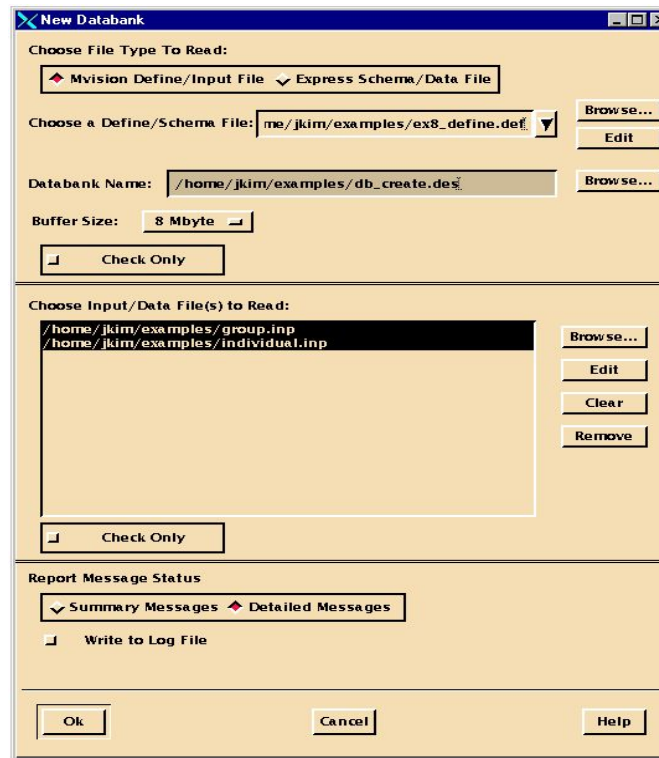 New Databank
Choose File Type To Read:
Mvision Define/Input File Express Schema/Data File
Choose a Define/Schema File: me/jkim/examples/ex8_define.def
Browse...
Edit
Databank Name: /home/jkim/examples/db_create.des
Browse...
Buffer Size: 8 Mbyte
Check Only
Choose Input/Data File(s) to Read:
/home/jkim/examples/group.inp
/home/jkim/examples/individual.inp
Browse...
Edit
Clear
Remove
Check Only
Report Message Status
Summary Messages Detailed Messages
Write to Log File
Ok Cancel Help